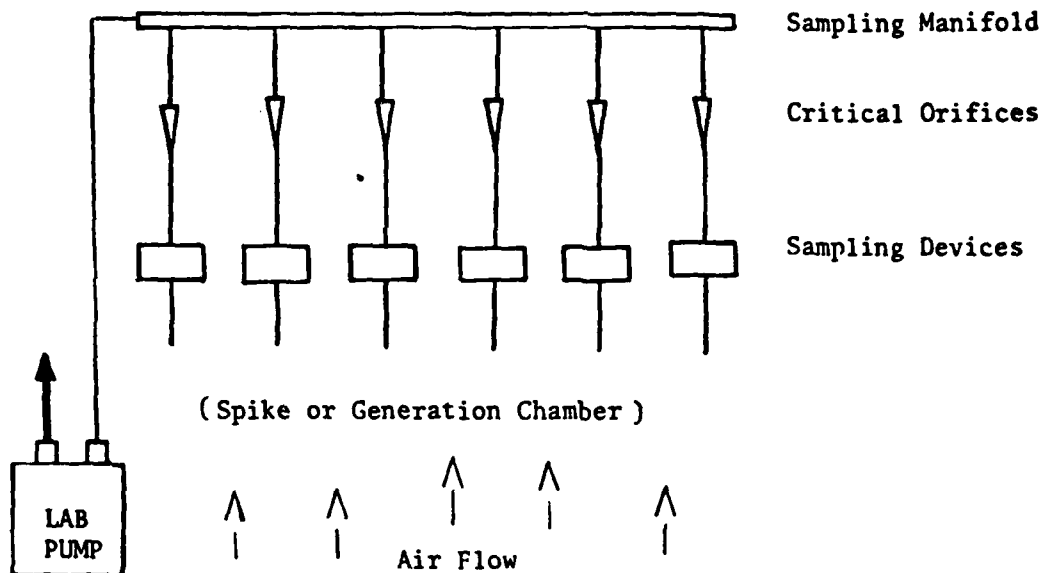 Sampling Manifold
Critical Orifices
Sampling Devices
( Spike or Generation Chamber )
LAB
PUMP
Air Flow